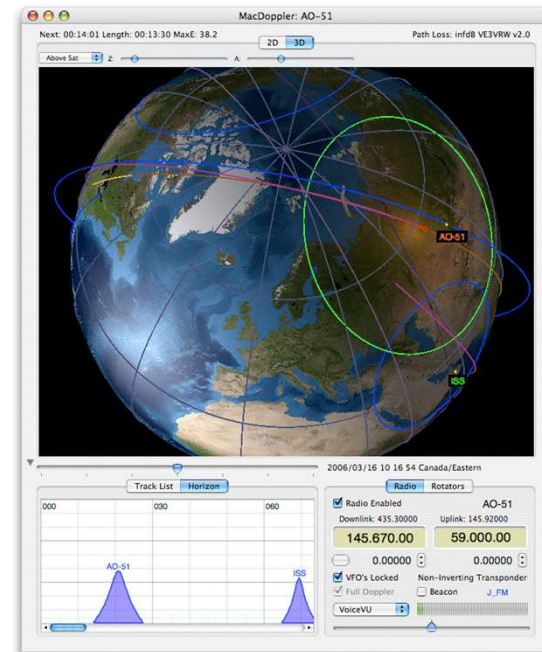 MacDoppler: AO-51
Next: 00:14:01 Length: 00:13:30 MaxE: 38.2
Path Loss: infdB VE3VRW v2.0
2D 3D
Above Sat Z: A:
AO-51
ISS
2006/03/16 10 16 54 Canada/Eastern
Track List Horizon
Radio Rotators
000 030 060
AO-51
ISS
Radio Enabled AO-51
Downlink: 435.30000 Uplink: 145.92000
145.670.00 59.000.00
0.00000 0.00000
VFO's Locked Non-Inverting Transponder
Full Doppler Beacon J_FM
VoiceVU